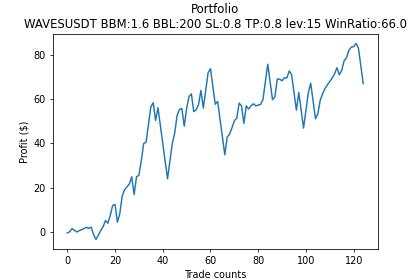 Portfolio
WAVESUSDT BBM:1.6 BBL:200 SL:0.8 TP:0.8 lev:15 WinRatio:66.0
Profit ($)
80
60
40
20
0
0 20 40 60 80 100 120
Trade counts